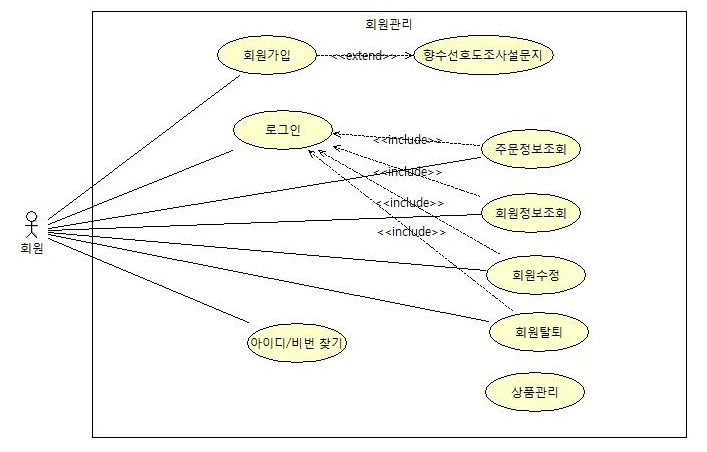 회원관리
회원가입
<<extend>>
향수선호도조사설문지
로그인
<<include>>
주문정보조회
<<include>>
회원정보조회
<<include>>
<<include>>
회원
회원수정
회원탈퇴
아이디/비번 찾기
상품관리